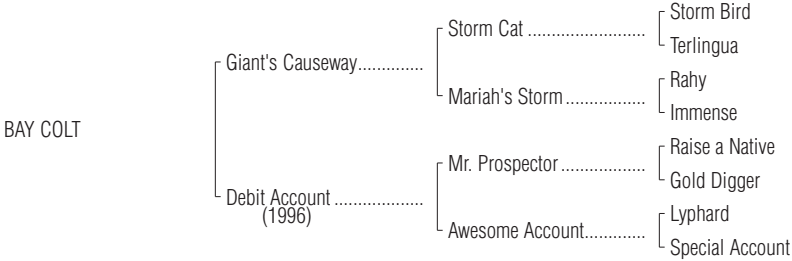 Storm Bird
Storm Cat ........................
Terlingua
Giant's Causeway..............
Rahy
Mariah's Storm .................
Immense
BAY COLT
Raise a Native
Mr. Prospector ..................
Gold Digger
Debit Account ...................
(1996)
Lyphard
Awesome Account.............
Special Account